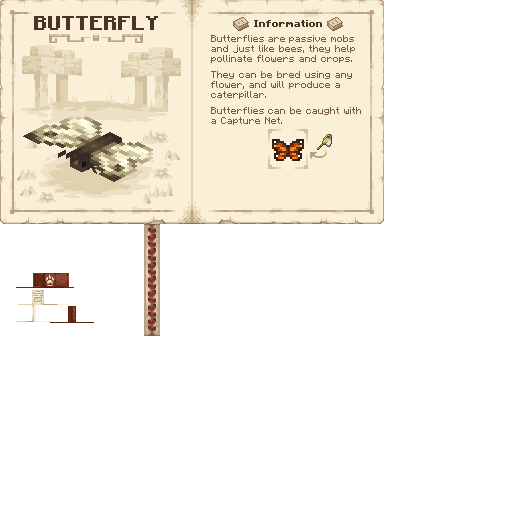 BUTTERFLY
Information
Butterflies are passive mobs
and just like bees, they help
pollinate flowers and crops.
They can be bred using any
flower, and will produce a
caterpillar.
Butterflies can be caught with
a Capture Net.